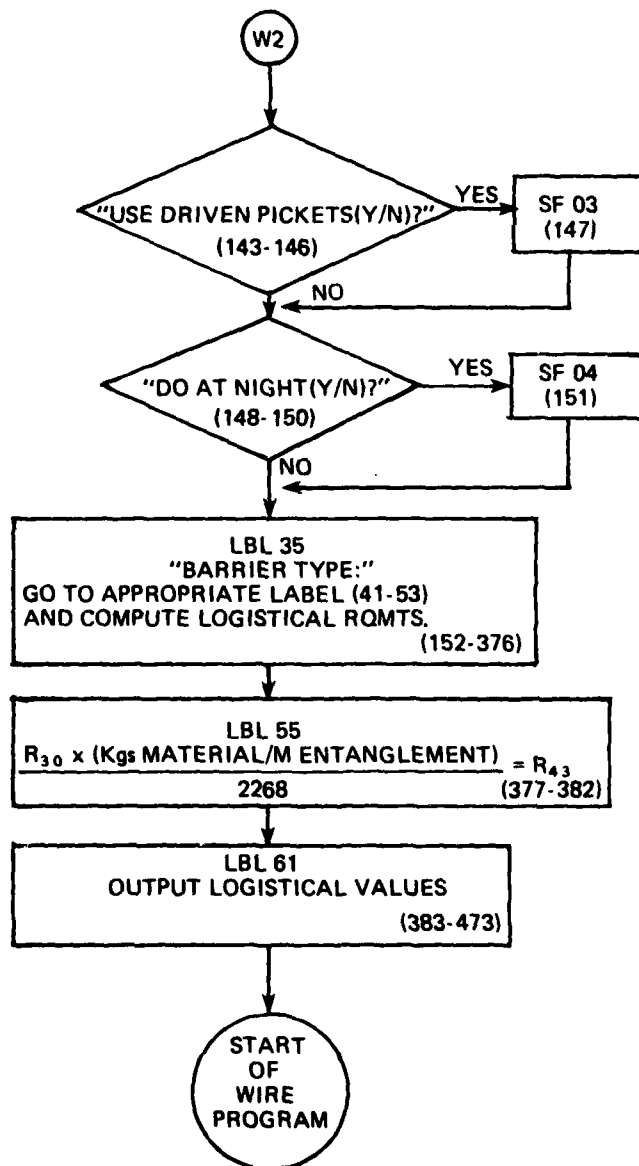 W2
"USE DRIVEN PICKETS(Y/N)?"
(143-146)
YES
SF 03
(147)
NO
"DO AT NIGHT(Y/N)?"
(148-150)
YES
SF 04
(151)
NO
LBL 35
"BARRIER TYPE:"
GO TO APPROPRIATE LABEL (41-53)
AND COMPUTE LOGISTICAL RQMTS.
(152-376)
LBL 55
R30 x (Kgs MATERIAL/M ENTANGLEMENT)
= R43
2268
(377-382)
LBL 61
OUTPUT LOGISTICAL VALUES
(383-473)
START
OF
WIRE
PROGRAM